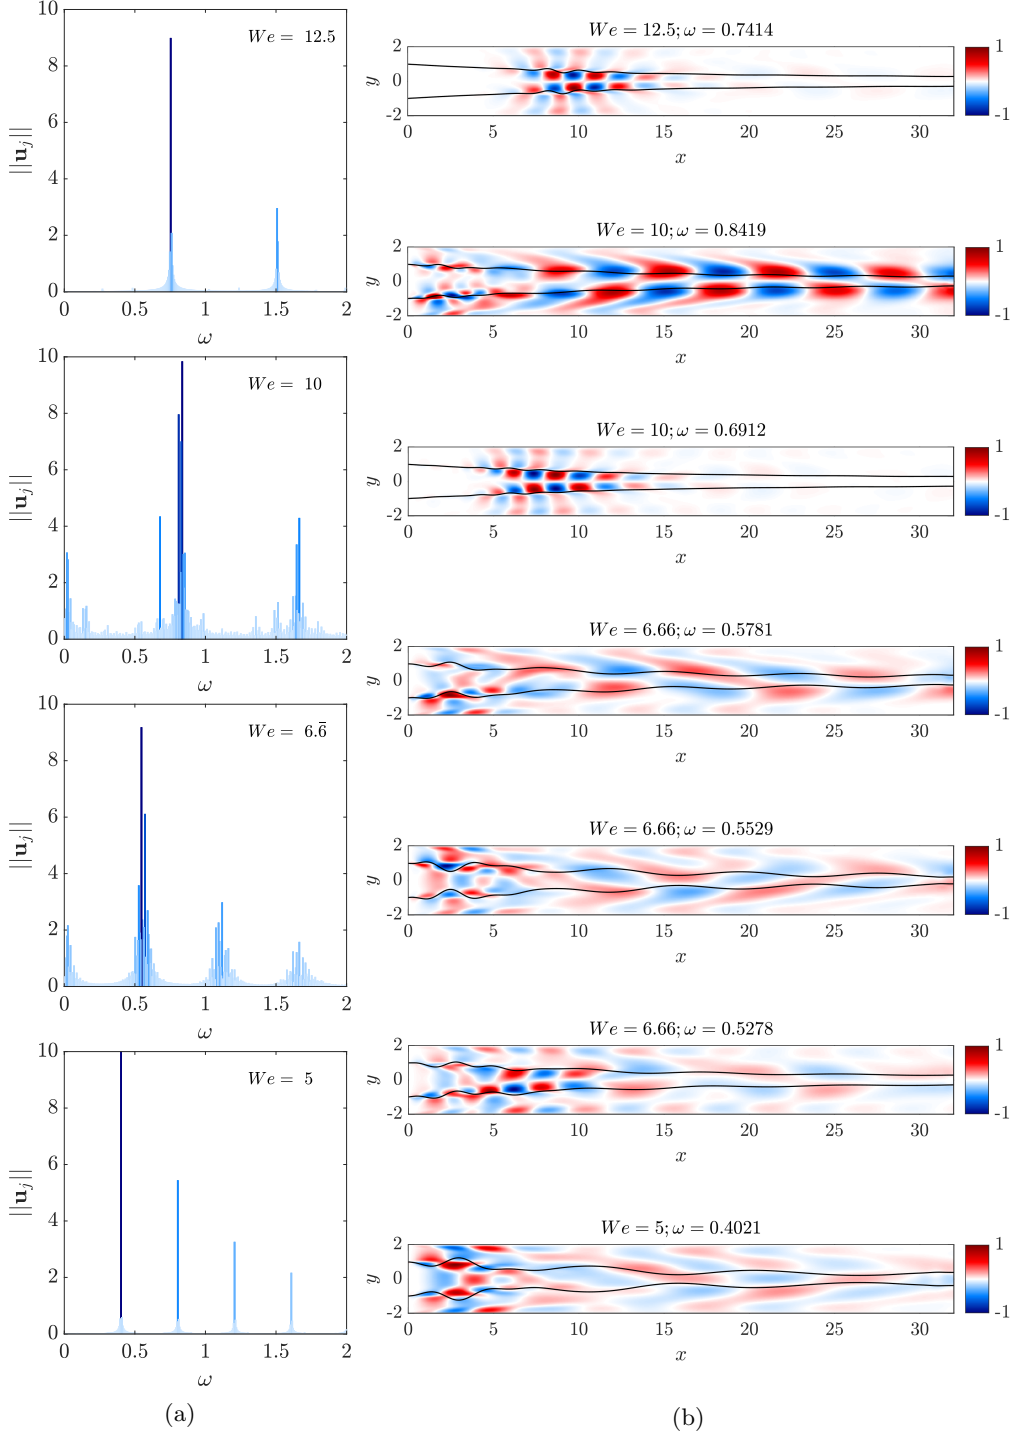 10
8
6
4
2
0
0 0.5 1 1.5 2
||u_j||
ω
We = 12.5
10
8
6
4
2
0
0 0.5 1 1.5 2
||u_j||
ω
We = 10
10
8
6
4
2
0
0 0.5 1 1.5 2
||u_j||
ω
We = 6.6̄
10
8
6
4
2
0
0 0.5 1 1.5 2
||u_j||
ω
We = 5
(a)
We = 12.5; ω = 0.7414
2
0
-2
y
0 5 10 15 20 25 30
x
1
-1
We = 10; ω = 0.8419
2
0
-2
y
0 5 10 15 20 25 30
x
1
-1
We = 10; ω = 0.6912
2
0
-2
y
0 5 10 15 20 25 30
x
1
-1
We = 6.66; ω = 0.5781
2
0
-2
y
0 5 10 15 20 25 30
x
1
-1
We = 6.66; ω = 0.5529
2
0
-2
y
0 5 10 15 20 25 30
x
1
-1
We = 6.66; ω = 0.5278
2
0
-2
y
0 5 10 15 20 25 30
x
1
-1
We = 5; ω = 0.4021
2
0
-2
y
0 5 10 15 20 25 30
x
1
-1
(b)